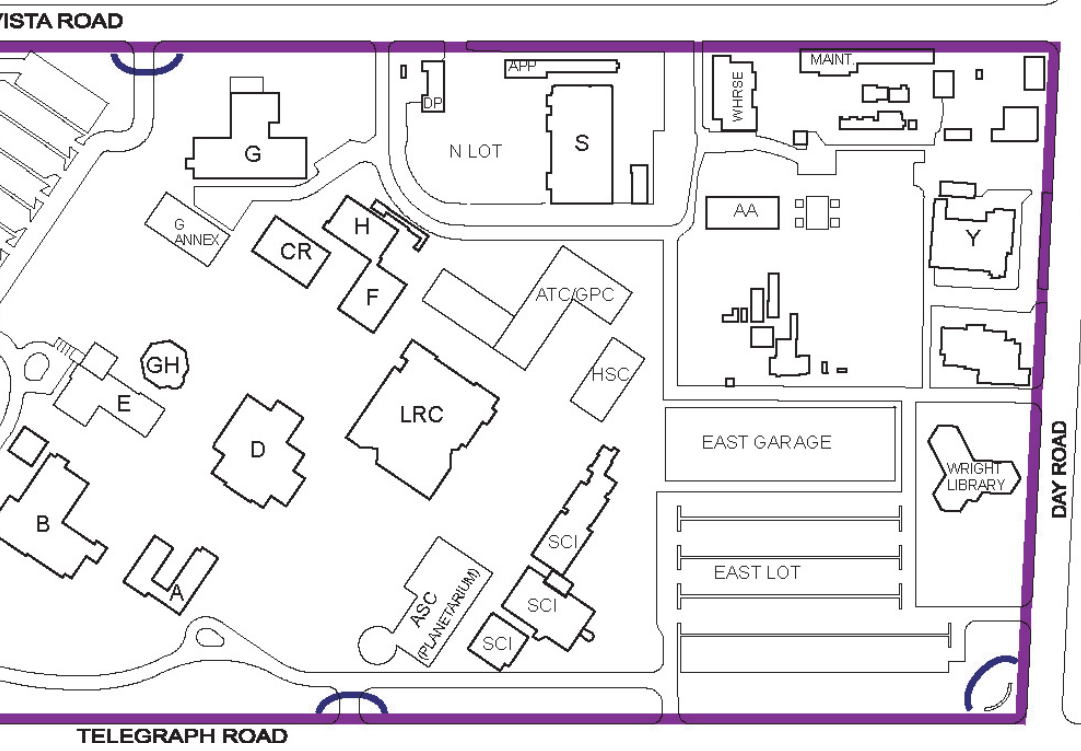 VISTA ROAD
MAINT.
APP
DP
WHRSE
G
N LOT
S
AA
G
ANNEX
CR
H
F
Y
ATC/GPC
GH
E
HSC
LRC
D
EAST GARAGE
WRIGHT
LIBRARY
DAY ROAD
B
SCI
EAST LOT
A
ASC
(PLANETARIUM)
SCI
SCI
TELEGRAPH ROAD